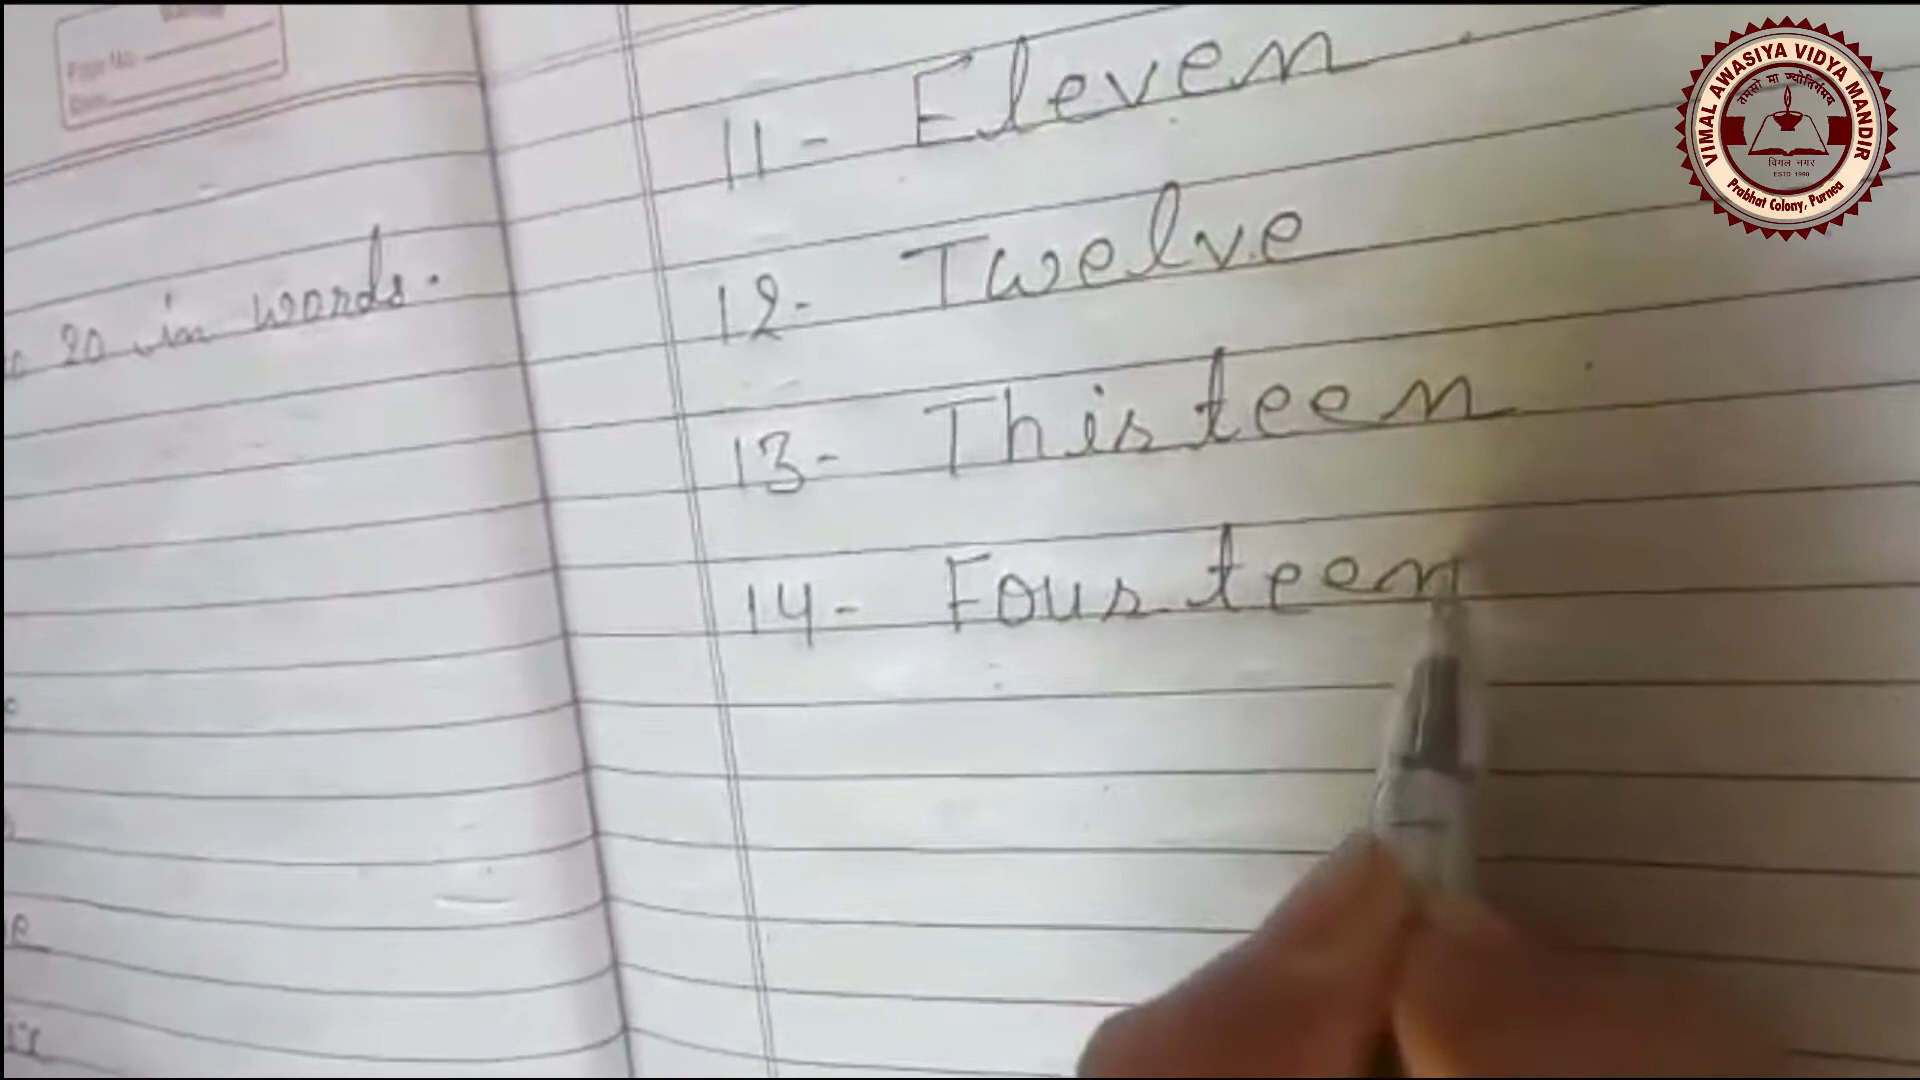 Page No.
Date
20 in words.
11- Eleven
12- Twelve
13- Thirteen
14- Fourteen
VIMAL AWASIYA VIDYA MANDIR
तमसो मा ज्योतिर्गमय
विमल नगर
ESTD 1990
Prabhat Colony, Purnea